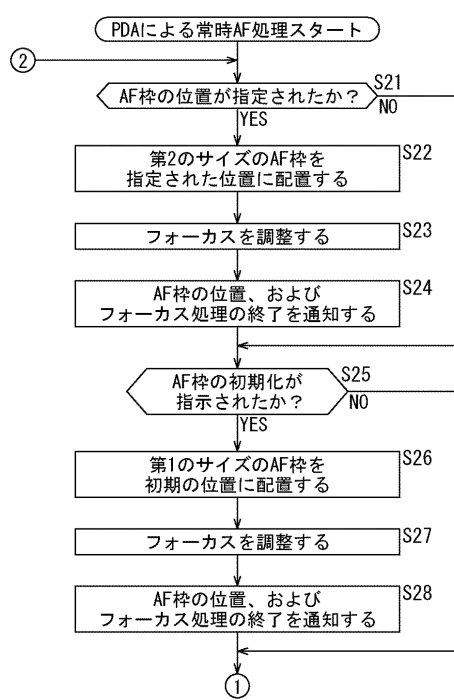 PDAによる常時AF処理スタート
②
AF枠の位置が指定されたか？
S21
NO
YES
第2のサイズのAF枠を
指定された位置に配置する
S22
フォーカスを調整する
S23
AF枠の位置、および
フォーカス処理の終了を通知する
S24
AF枠の初期化が
指示されたか？
S25
NO
YES
第1のサイズのAF枠を
初期の位置に配置する
S26
フォーカスを調整する
S27
AF枠の位置、および
フォーカス処理の終了を通知する
S28
①